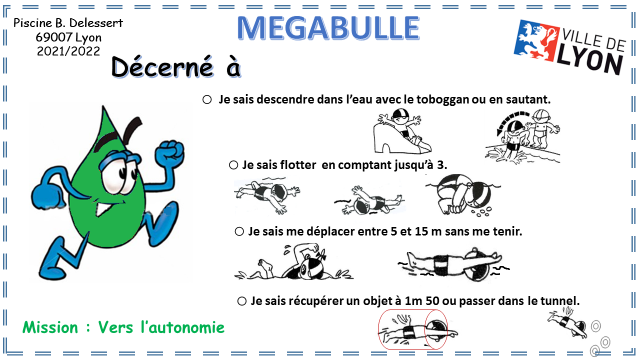 Piscine B. Delessert
69007 Lyon
2021/2022
MEGABULLE
VILLE DE
LYON
Décerné à
○ Je sais descendre dans l'eau avec le toboggan ou en sautant.
○ Je sais flotter en comptant jusqu'à 3.
○ Je sais me déplacer entre 5 et 15 m sans me tenir.
○ Je sais récupérer un objet à 1m 50 ou passer dans le tunnel.
Mission : Vers l'autonomie